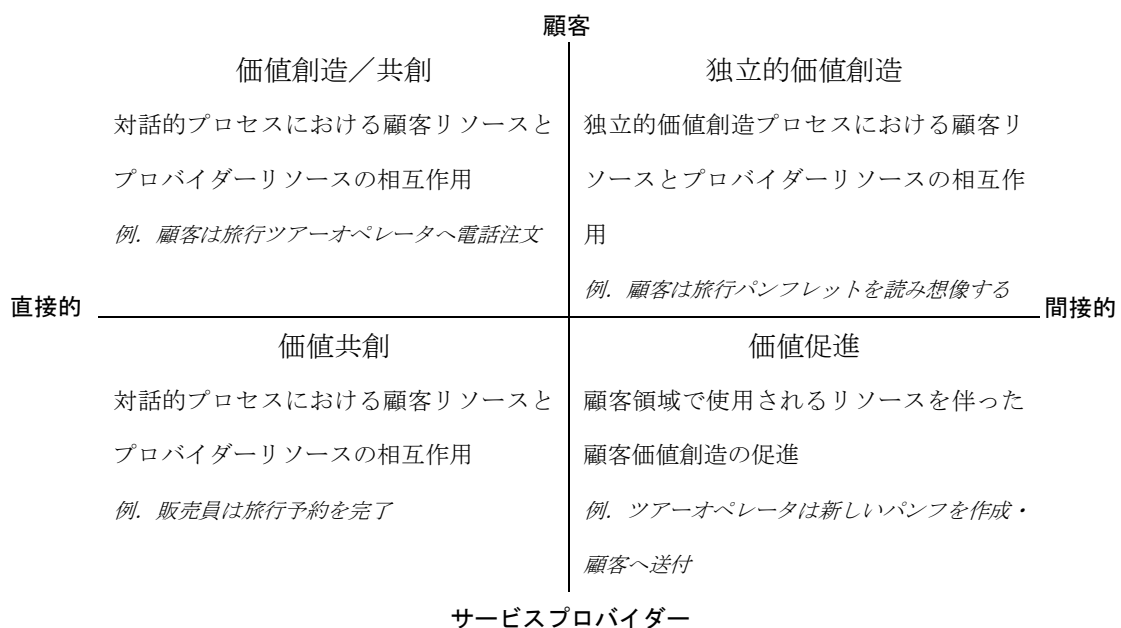 顧客
価値創造／共創
対話的プロセスにおける顧客リソースと
プロバイダーリソースの相互作用
例．顧客は旅行ツアーオペレータへ電話注文
独立的価値創造
独立的価値創造プロセスにおける顧客リ
ソースとプロバイダーリソースの相互作
用
例．顧客は旅行パンフレットを読み想像する
直接的
間接的
価値共創
対話的プロセスにおける顧客リソースと
プロバイダーリソースの相互作用
例．販売員は旅行予約を完了
価値促進
顧客領域で使用されるリソースを伴った
顧客価値創造の促進
例．ツアーオペレータは新しいパンフを作成・
顧客へ送付
サービスプロバイダー